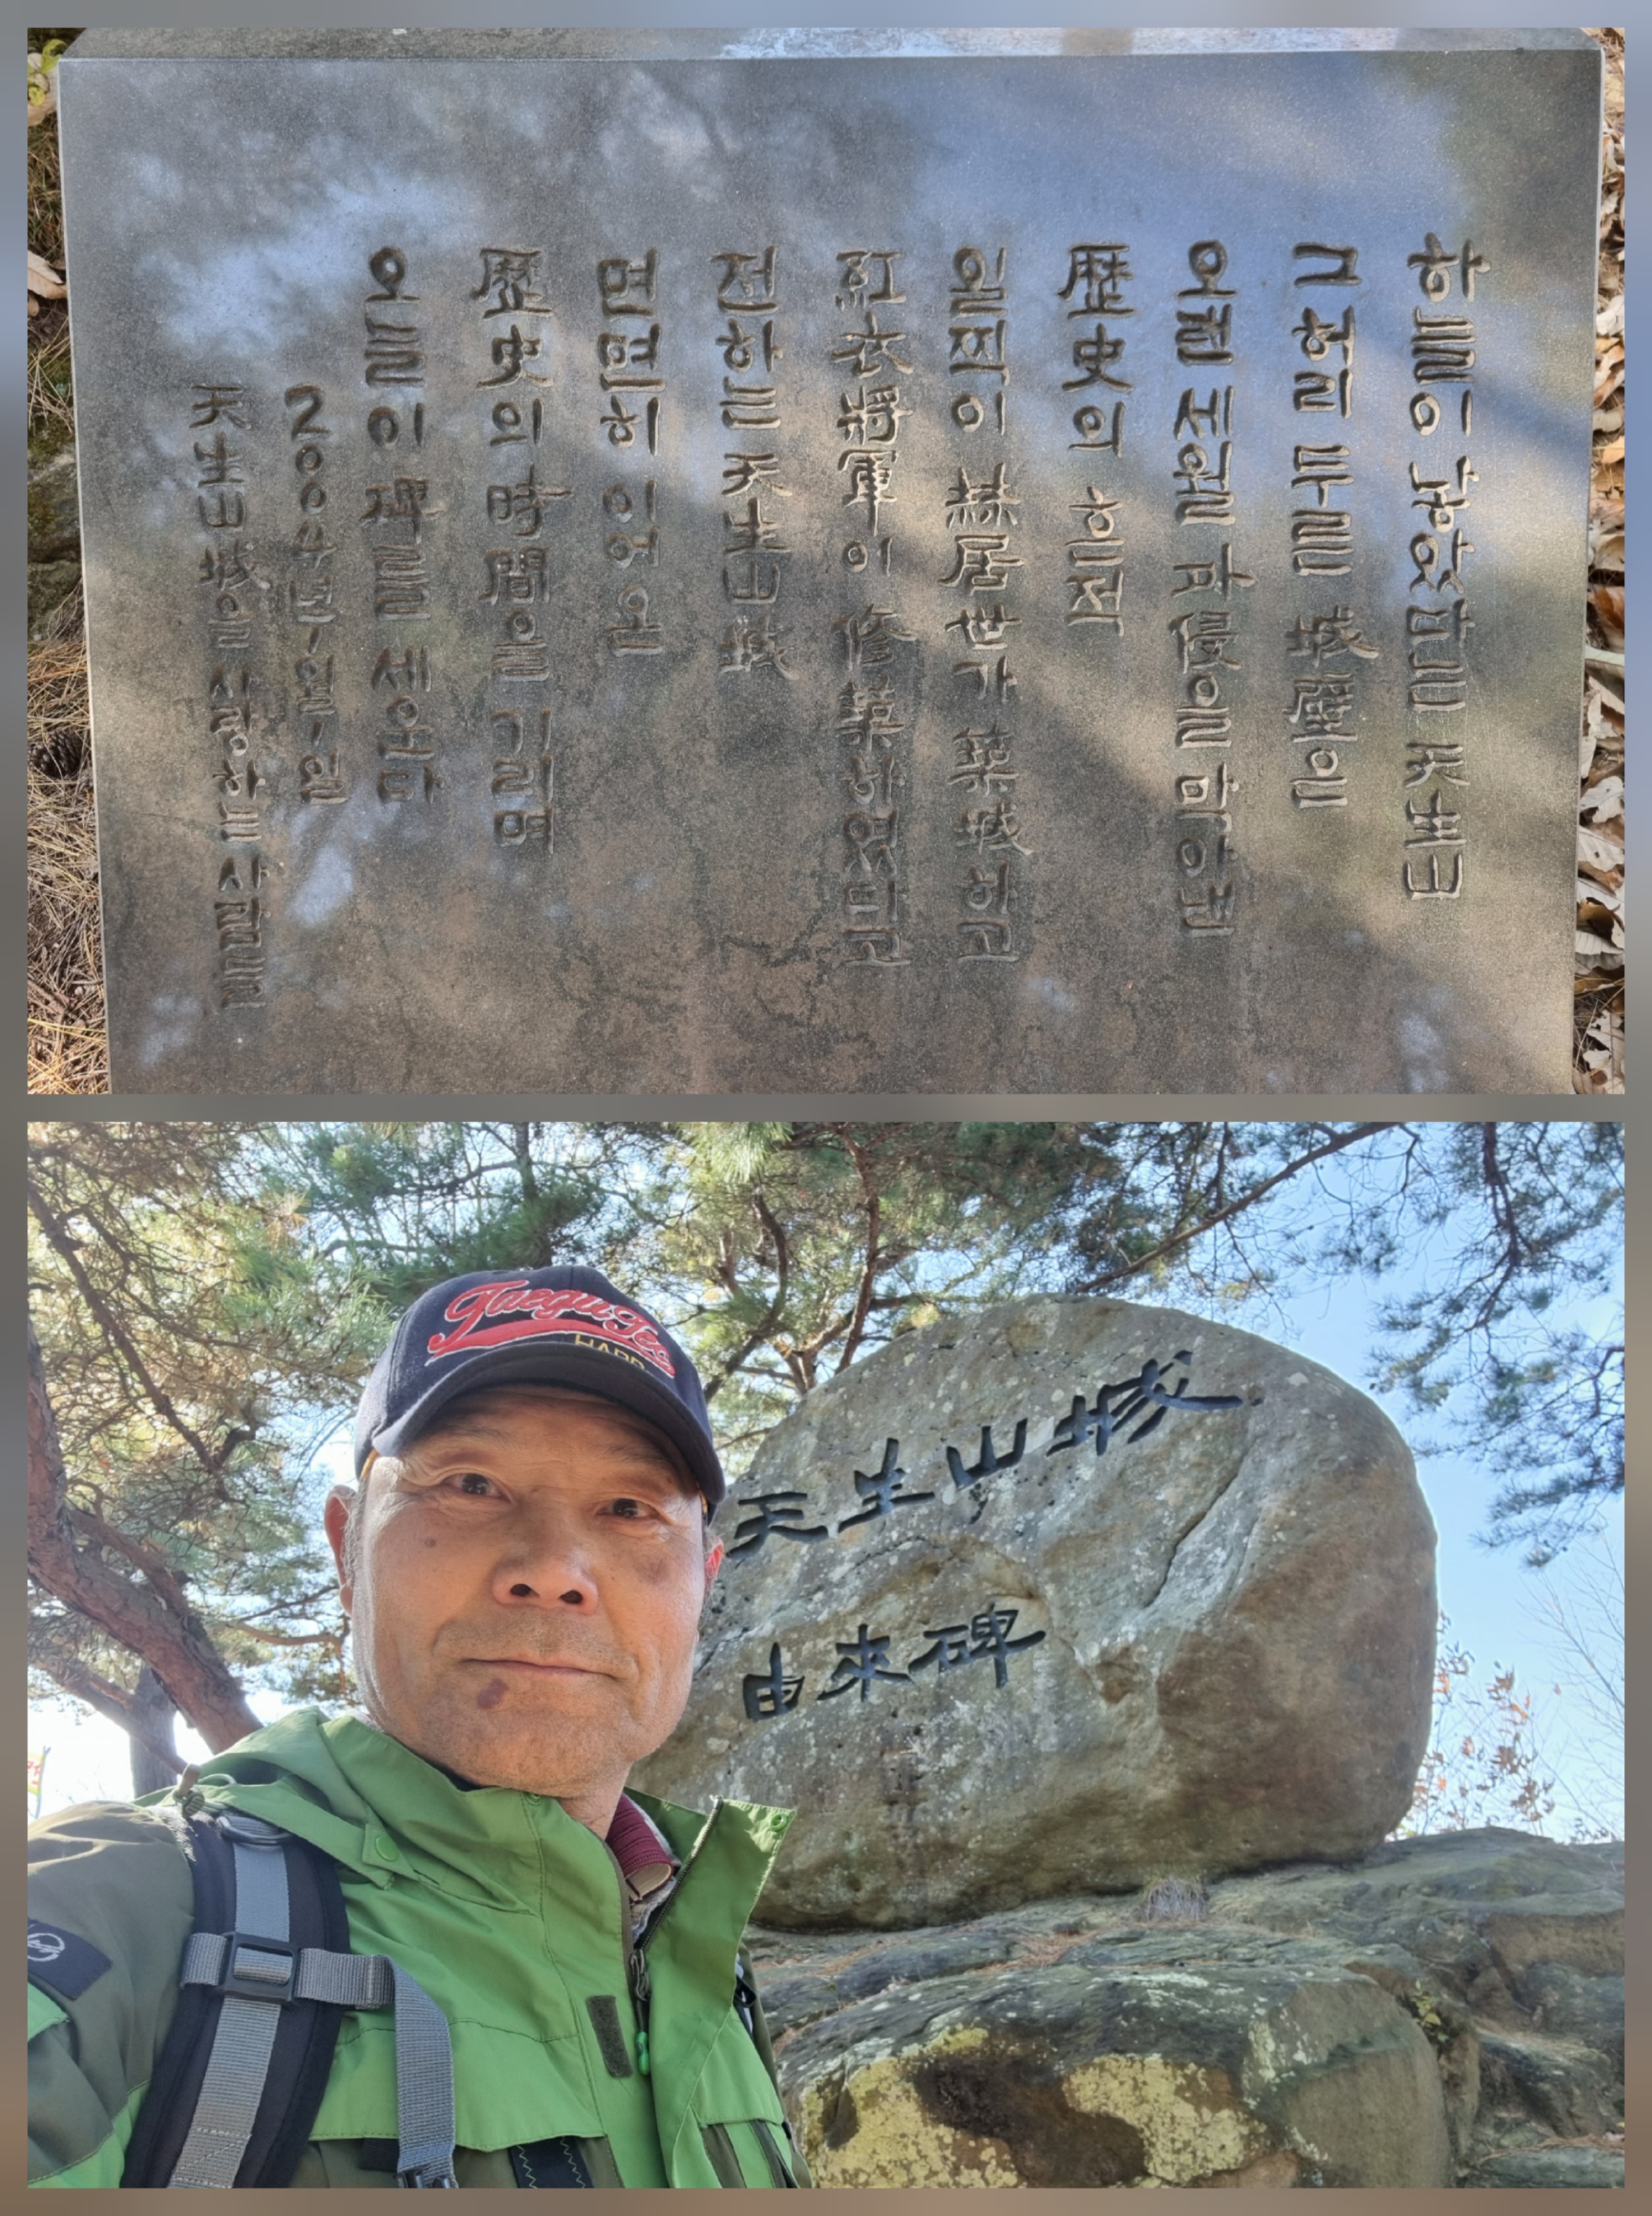 하늘이 낳았다는 天生山
그 허리 두른 城壁은
오랜 세월 外侵을 막아낸
歷史의 흔적
일찍이 赫居世가 築城하고
紅衣將軍이 修築하였다고
전하는 天生山城
면면히 이어온
歷史의 時間을 기리며
오늘 이 碑를 세운다
2004년 1월 1일
天生山城을 사랑하는 사람들
天生山城
由來碑
HARD